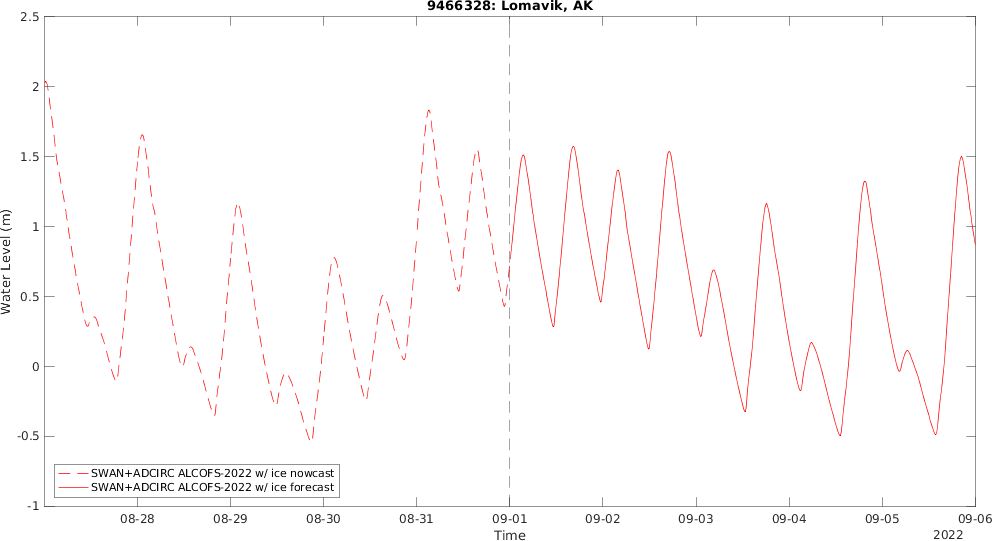 9466328: Lomavik, AK
Water Level (m)
2.5
2
1.5
1
0.5
0
-0.5
-1
SWAN+ADCIRC ALCOFS-2022 w/ ice nowcast
SWAN+ADCIRC ALCOFS-2022 w/ ice forecast
08-28 08-29 08-30 08-31 09-01 09-02 09-03 09-04 09-05 09-06
Time
2022